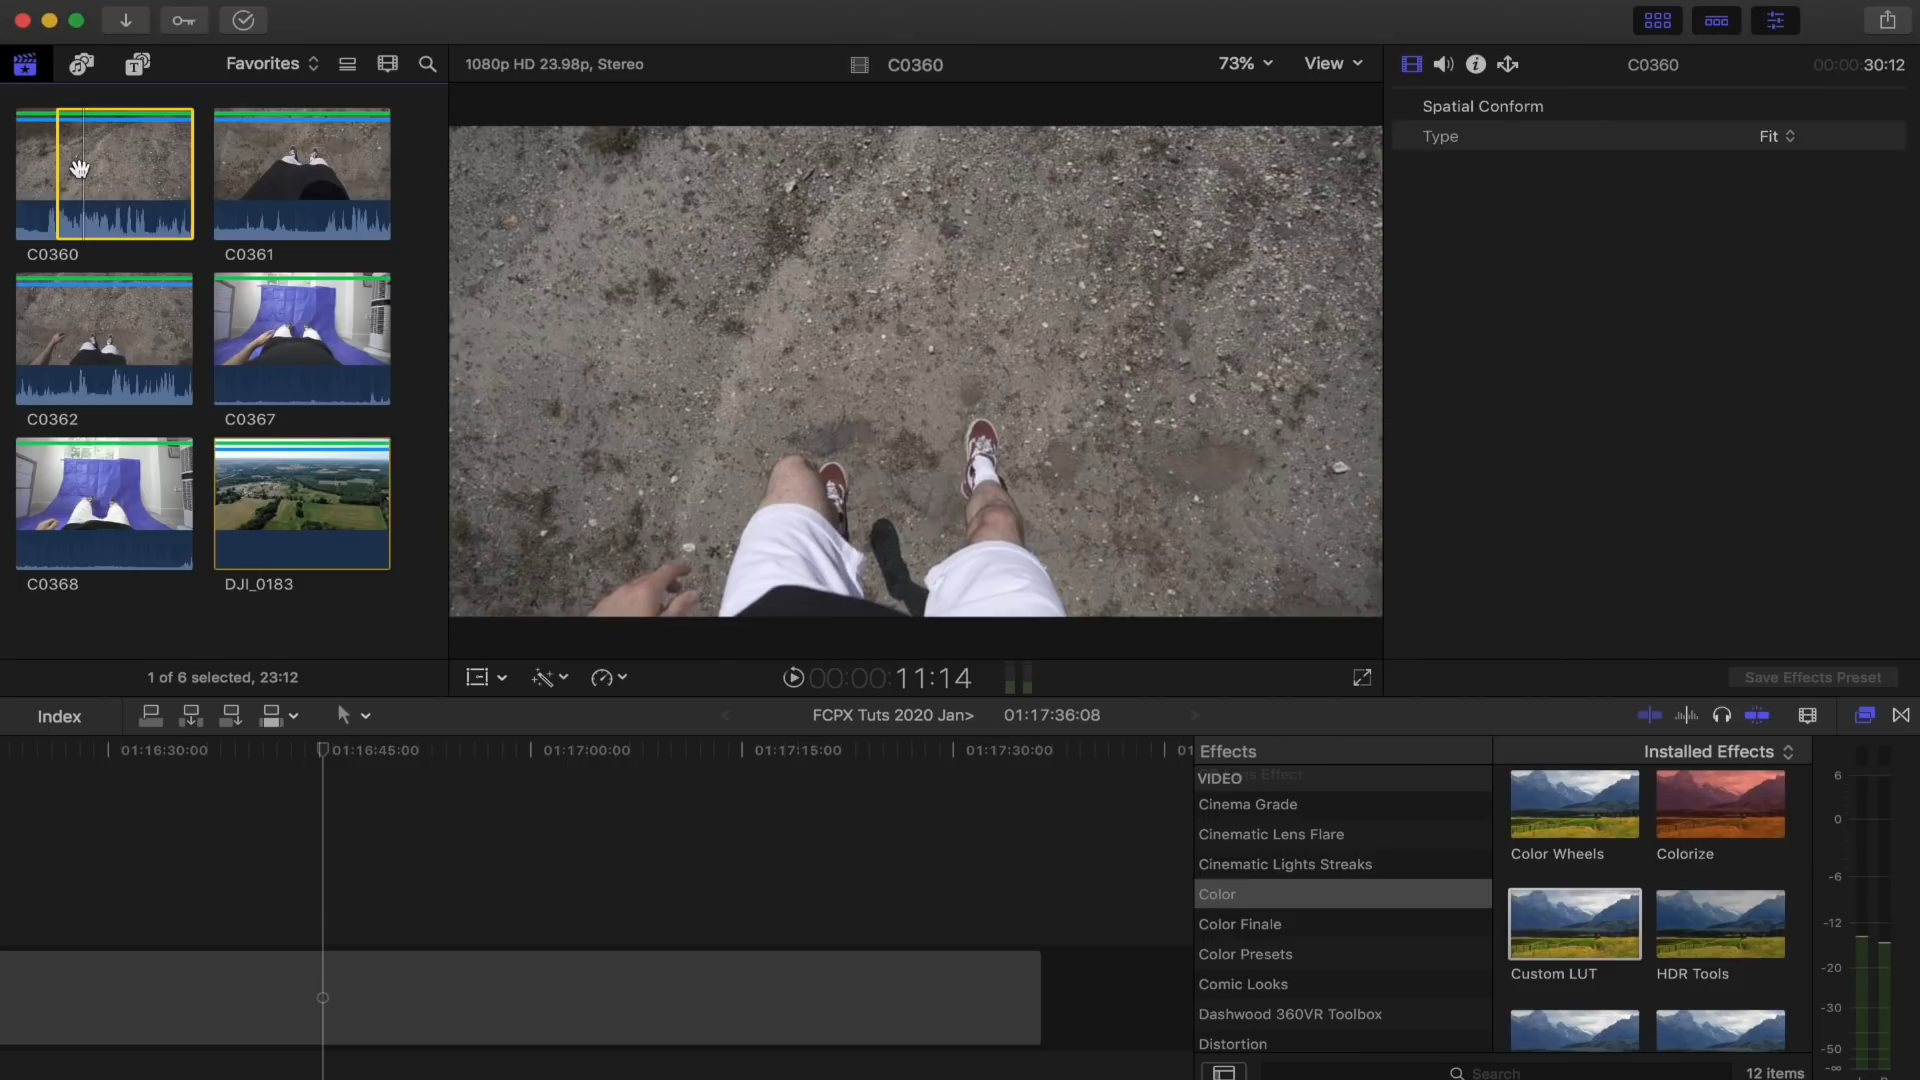 Favorites
1080p HD 23.98p, Stereo
C0360
73%
View
C0360
00:00:30:12
Spatial Conform
Type
Fit
C0360
C0361
C0362
C0367
C0368
DJI_0183
1 of 6 selected, 23:12
00:00:11:14
Save Effects Preset
Index
FCPX Tuts 2020 Jan>
01:17:36:08
01:16:30:00
01:16:45:00
01:17:00:00
01:17:15:00
01:17:30:00
01
Effects
Installed Effects
VIDEO
Cinema Grade
Cinematic Lens Flare
Cinematic Lights Streaks
Color
Color Finale
Color Presets
Comic Looks
Dashwood 360VR Toolbox
Distortion
Color Wheels
Colorize
Custom LUT
HDR Tools
Search
12 items
6
0
-6
-12
-20
-30
-50
-∞